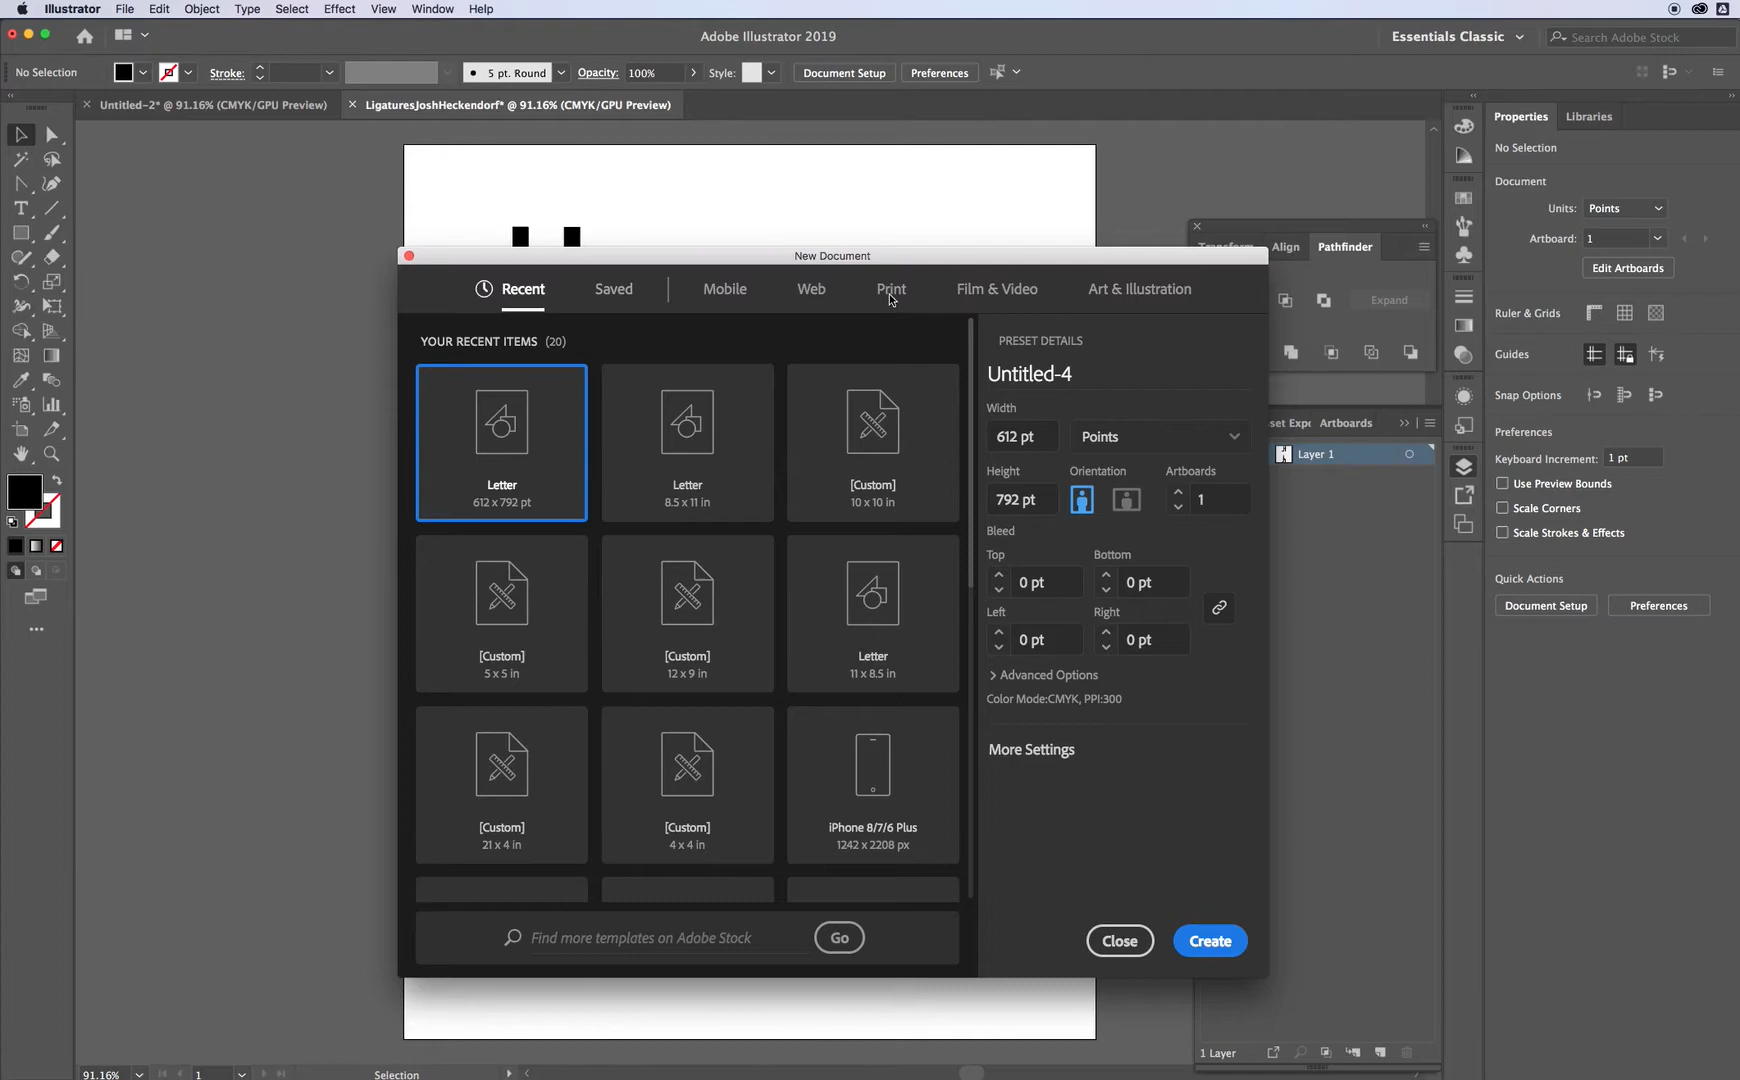 Illustrator File Edit Object Type Select Effect View Window Help
Adobe Illustrator 2019
Essentials Classic
Search Adobe Stock
No Selection
Stroke:
5 pt. Round
Opacity: 100%
Style:
Document Setup
Preferences
Untitled-2* @ 91.16% (CMYK/GPU Preview)
LigaturesJoshHeckendorf* @ 91.16% (CMYK/GPU Preview)
New Document
Recent
Saved
Mobile
Web
Print
Film & Video
Art & Illustration
YOUR RECENT ITEMS (20)
Letter
612 x 792 pt
Letter
8.5 x 11 in
[Custom]
10 x 10 in
[Custom]
5 x 5 in
[Custom]
12 x 9 in
Letter
11 x 8.5 in
[Custom]
21 x 4 in
[Custom]
4 x 4 in
iPhone 8/7/6 Plus
1242 x 2208 px
Find more templates on Adobe Stock
Go
PRESET DETAILS
Untitled-4
Width
612 pt
Points
Height
Orientation
Artboards
792 pt
1
Bleed
Top
Bottom
0 pt
0 pt
Left
Right
0 pt
0 pt
Advanced Options
Color Mode:CMYK, PPI:300
More Settings
Close
Create
Transform
Align
Pathfinder
Expand
set Expo
Artboards
Layer 1
1 Layer
Properties
Libraries
No Selection
Document
Units: Points
Artboard: 1
Edit Artboards
Ruler & Grids
Guides
Snap Options
Preferences
Keyboard Increment: 1 pt
Use Preview Bounds
Scale Corners
Scale Strokes & Effects
Quick Actions
Document Setup
Preferences
91.16%
1
Selection